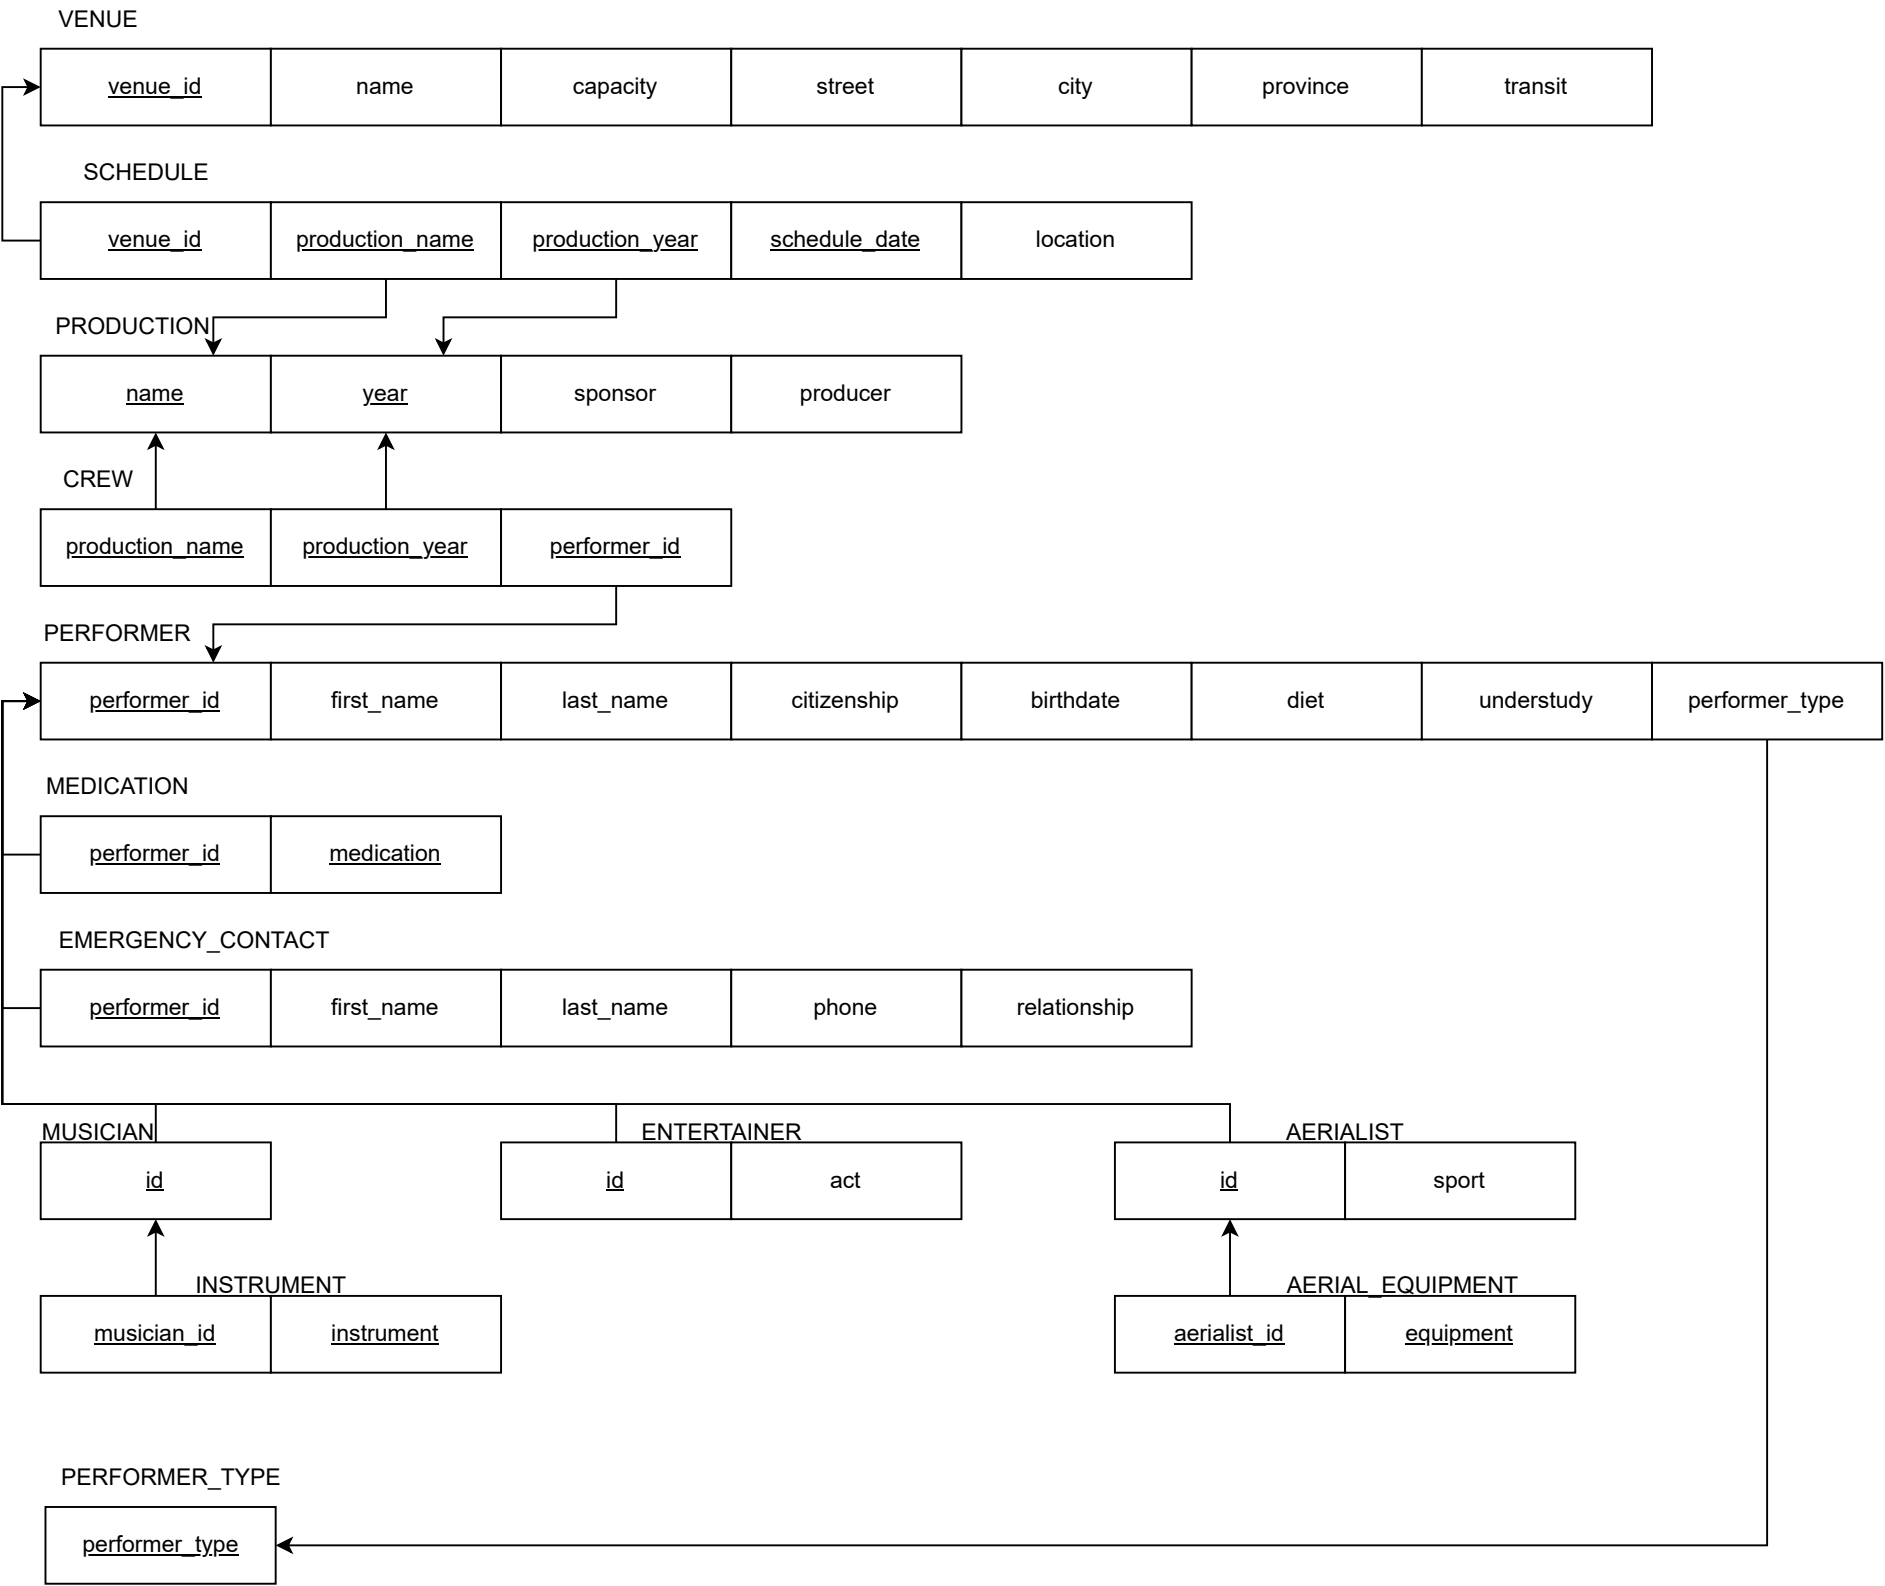 VENUE
venue_id name capacity street city province transit
SCHEDULE
venue_id production_name production_year schedule_date location
PRODUCTION
name year sponsor producer
CREW
production_name production_year performer_id
PERFORMER
performer_id first_name last_name citizenship birthdate diet understudy performer_type
MEDICATION
performer_id medication
EMERGENCY_CONTACT
performer_id first_name last_name phone relationship
MUSICIAN ENTERTAINER AERIALIST
id id act id sport
INSTRUMENT AERIAL_EQUIPMENT
musician_id instrument aerialist_id equipment
PERFORMER_TYPE
performer_type